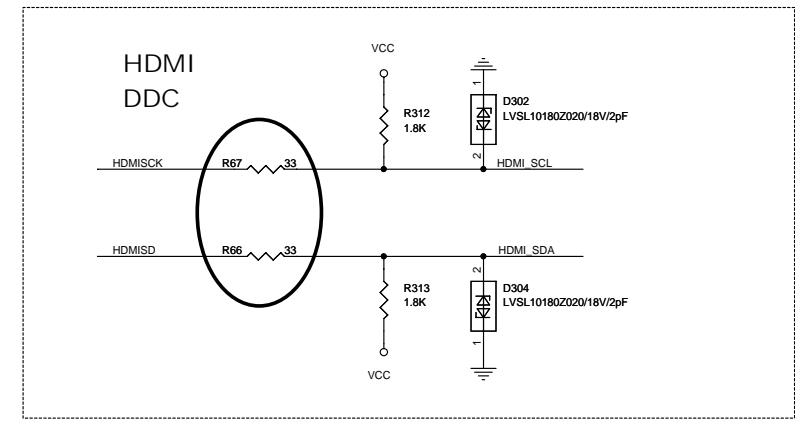 HDMI
DDC
VCC
R312
1.8K
1
D302
LVSL10180Z020/18V/2pF
2
HDMISCK
R67
33
HDMI_SCL
HDMISD
R66
33
HDMI_SDA
2
R313
1.8K
D304
LVSL10180Z020/18V/2pF
1
VCC